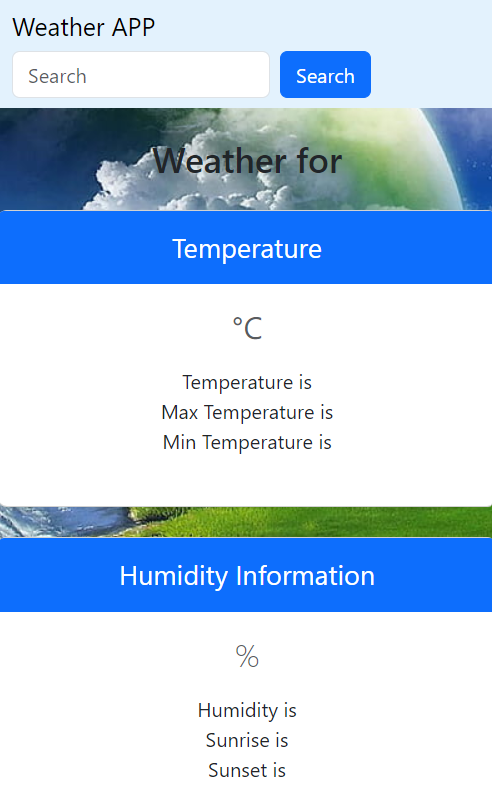 Weather APP
Search Search
Weather for
Temperature
°C
Temperature is
Max Temperature is
Min Temperature is
Humidity Information
%
Humidity is
Sunrise is
Sunset is